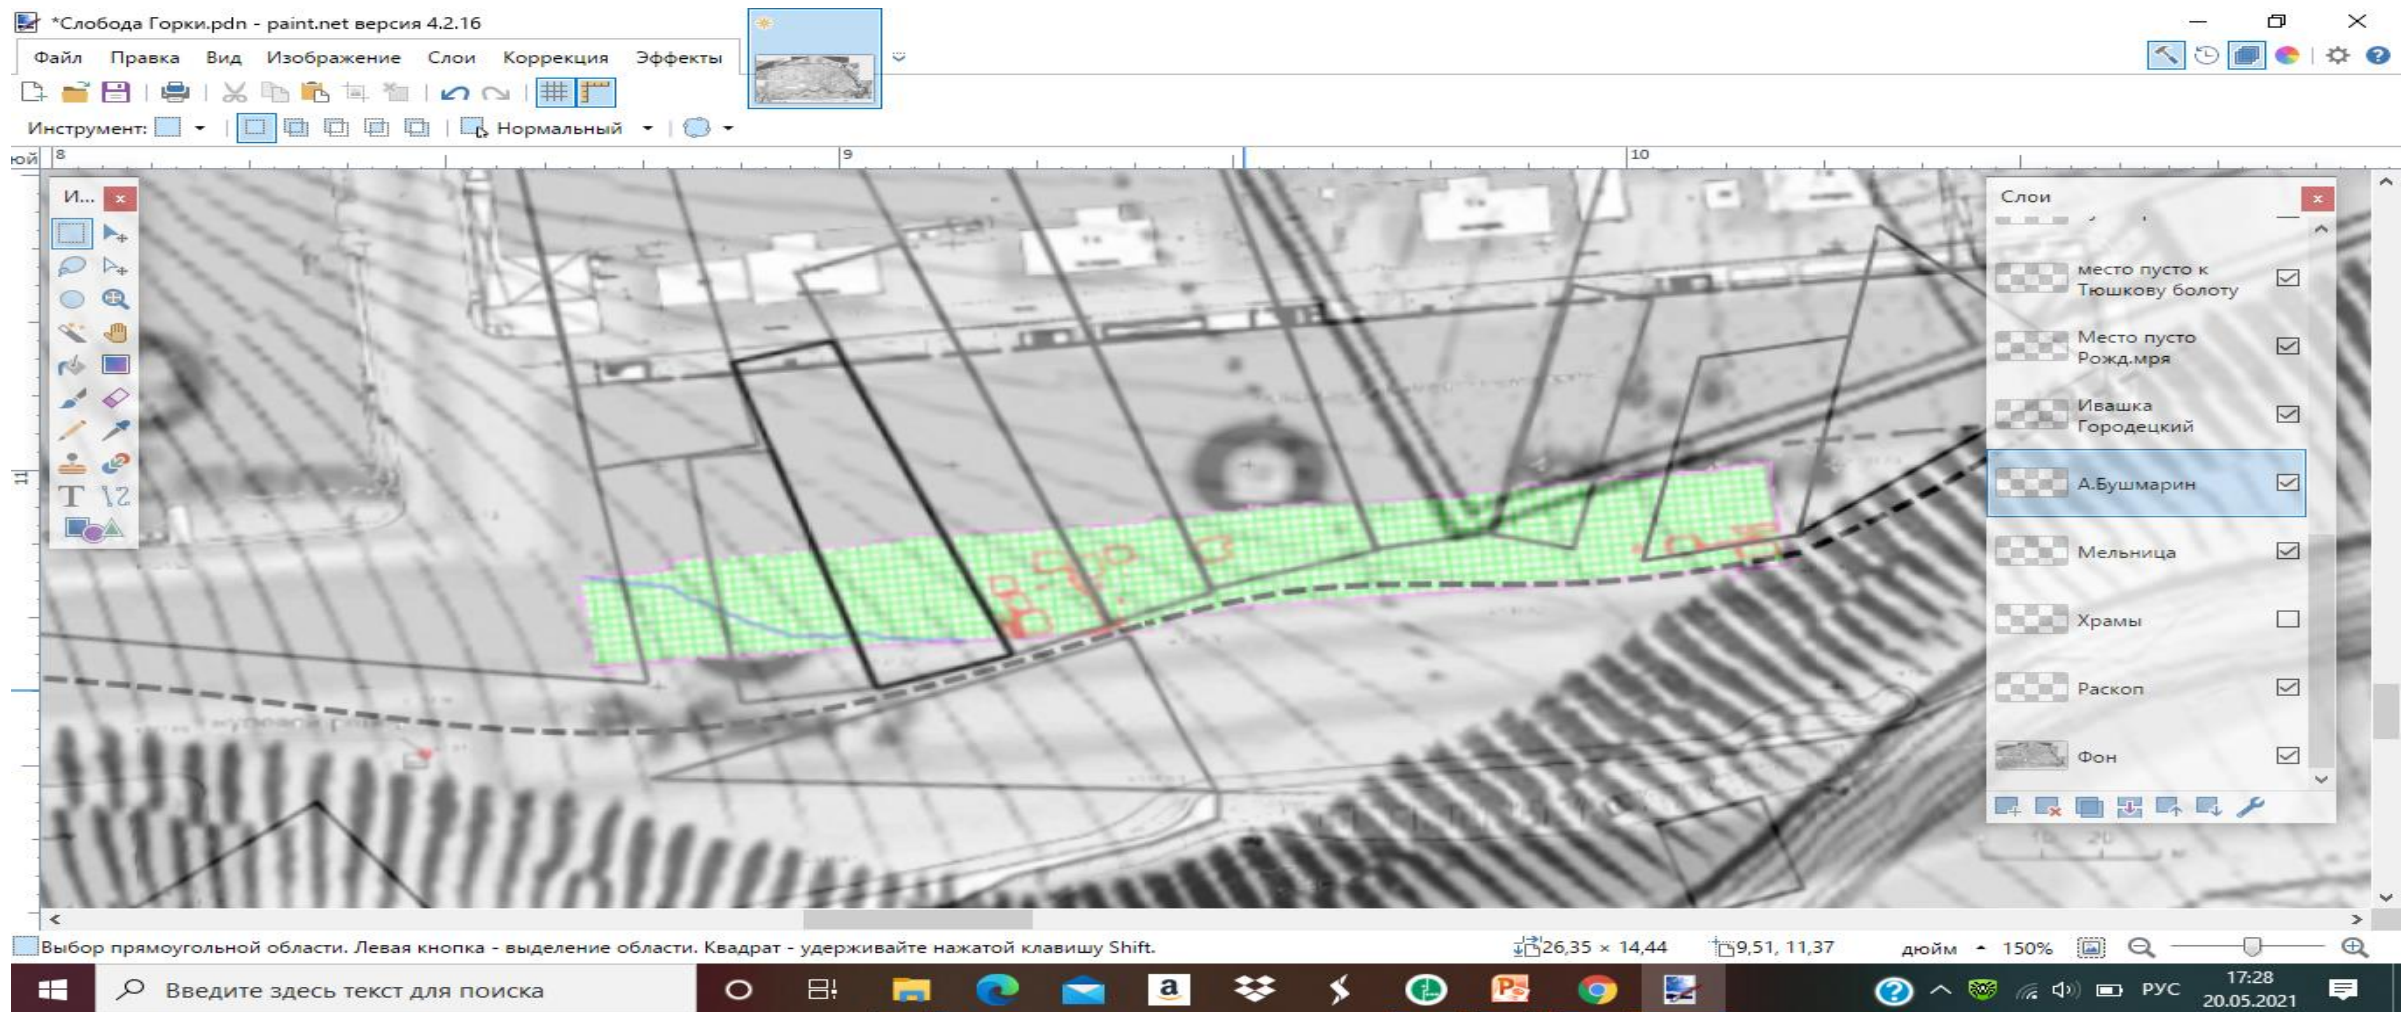 *Слобода Горки.pdn - paint.net версия 4.2.16
Файл Правка Вид Изображение Слои Коррекция Эффекты
Инструмент: Нормальный
8 9 10
И...
Слои
место пусто к
Тюшкову болоту
Место пусто
Рожд.мря
Ивашка
Городецкий
11
А.Бушмарин
Мельница
Храмы
Раскоп
Фон
Выбор прямоугольной области. Левая кнопка - выделение области. Квадрат - удерживайте нажатой клавишу Shift.
26,35 × 14,44 9,51, 11,37 дюйм 150%
Введите здесь текст для поиска
РУС
17:28
20.05.2021